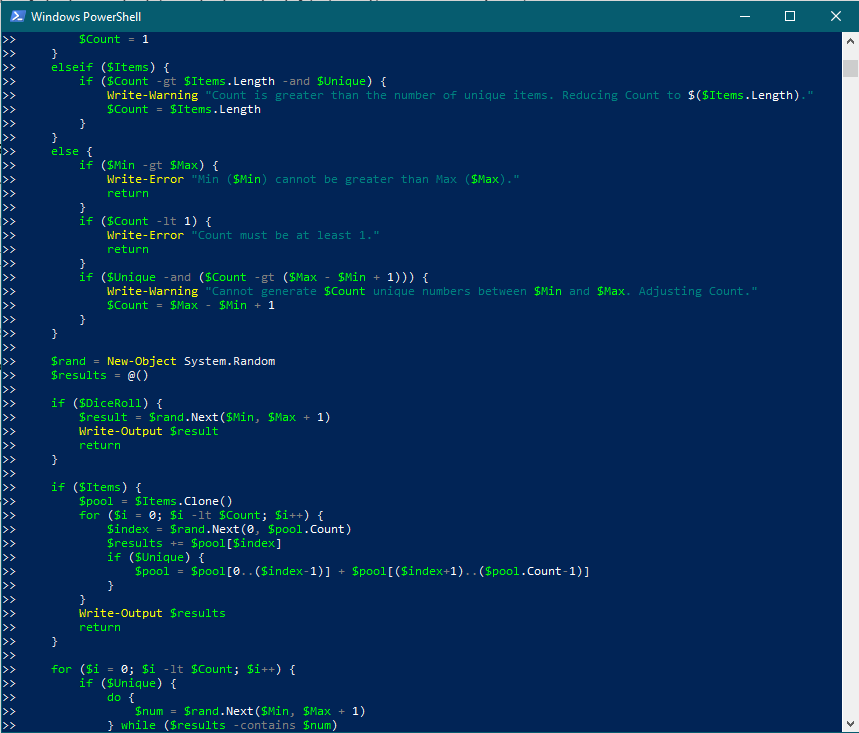 Windows PowerShell
>>         $Count = 1
>>     }
>>     elseif ($Items) {
>>         if ($Count -gt $Items.Length -and $Unique) {
>>             Write-Warning "Count is greater than the number of unique items. Reducing Count to $($Items.Length)."
>>             $Count = $Items.Length
>>         }
>>     }
>>     else {
>>         if ($Min -gt $Max) {
>>             Write-Error "Min ($Min) cannot be greater than Max ($Max)."
>>             return
>>         }
>>         if ($Count -lt 1) {
>>             Write-Error "Count must be at least 1."
>>             return
>>         }
>>         if ($Unique -and ($Count -gt ($Max - $Min + 1))) {
>>             Write-Warning "Cannot generate $Count unique numbers between $Min and $Max. Adjusting Count."
>>             $Count = $Max - $Min + 1
>>         }
>>     }
>>
>>     $rand = New-Object System.Random
>>     $results = @()
>>
>>     if ($DiceRoll) {
>>         $result = $rand.Next($Min, $Max + 1)
>>         Write-Output $result
>>         return
>>     }
>>
>>     if ($Items) {
>>         $pool = $Items.Clone()
>>         for ($i = 0; $i -lt $Count; $i++) {
>>             $index = $rand.Next(0, $pool.Count)
>>             $results += $pool[$index]
>>             if ($Unique) {
>>                 $pool = $pool[0..($index-1)] + $pool[($index+1)..($pool.Count-1)]
>>             }
>>         }
>>         Write-Output $results
>>         return
>>     }
>>
>>     for ($i = 0; $i -lt $Count; $i++) {
>>         if ($Unique) {
>>             do {
>>                 $num = $rand.Next($Min, $Max + 1)
>>             } while ($results -contains $num)